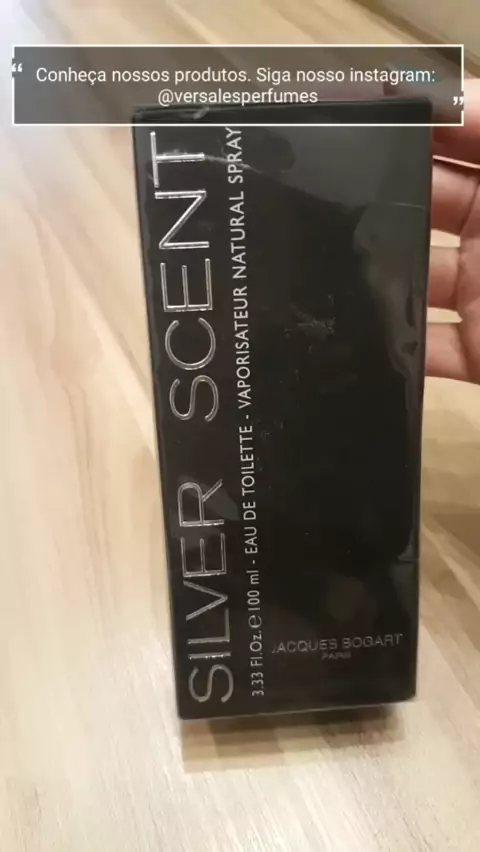 “ Conheça nossos produtos. Siga nosso instagram:
@versalesperfumes ”
SILVER SCENT
3.33 Fl.Oz. e 100 ml - EAU DE TOILETTE - VAPORISATEUR NATURAL SPRAY
JACQUES BOGART
PARIS